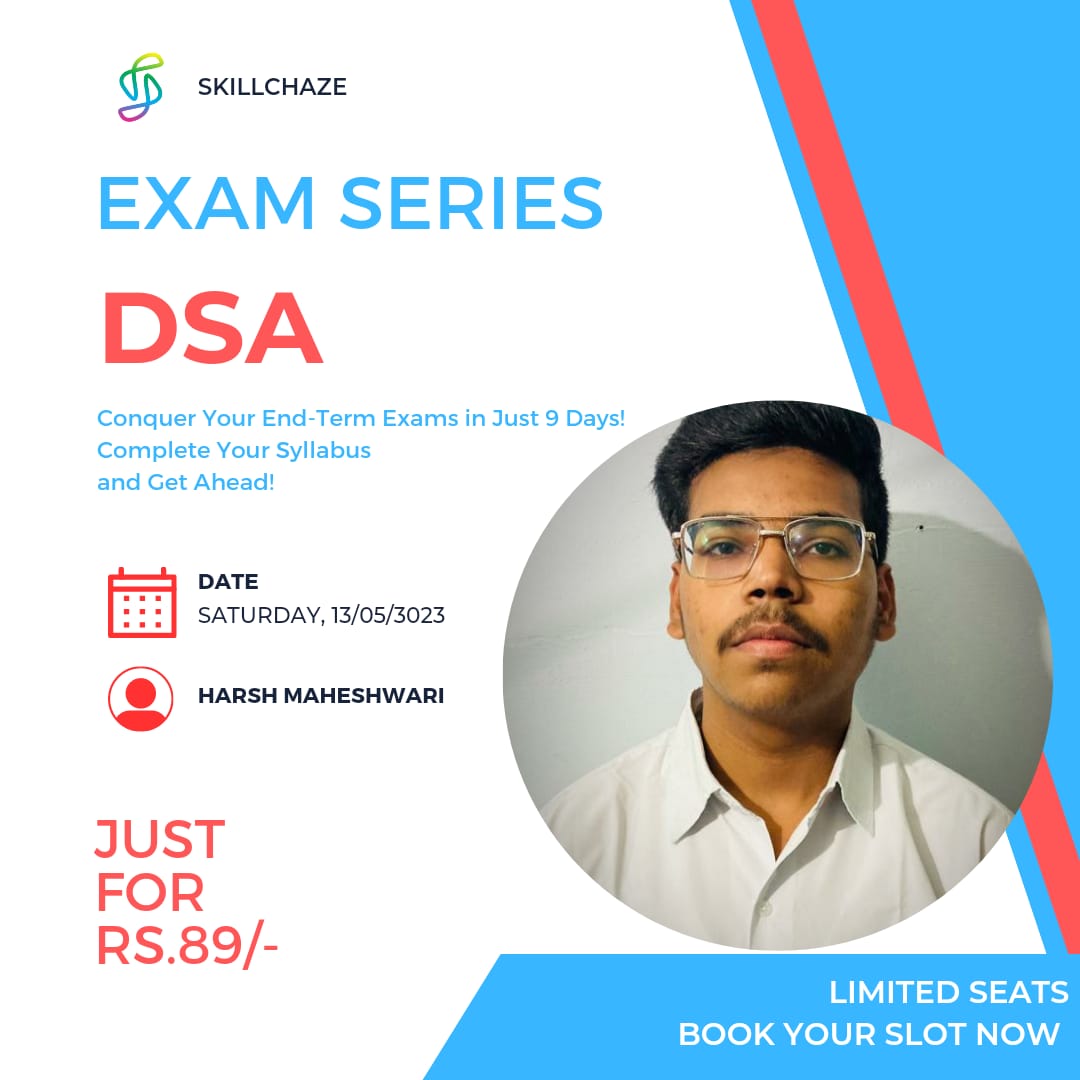 SKILLCHAZE
EXAM SERIES
DSA
Conquer Your End-Term Exams in Just 9 Days!
Complete Your Syllabus
and Get Ahead!
DATE
SATURDAY, 13/05/3023
HARSH MAHESHWARI
JUST
FOR
RS.89/-
LIMITED SEATS
BOOK YOUR SLOT NOW